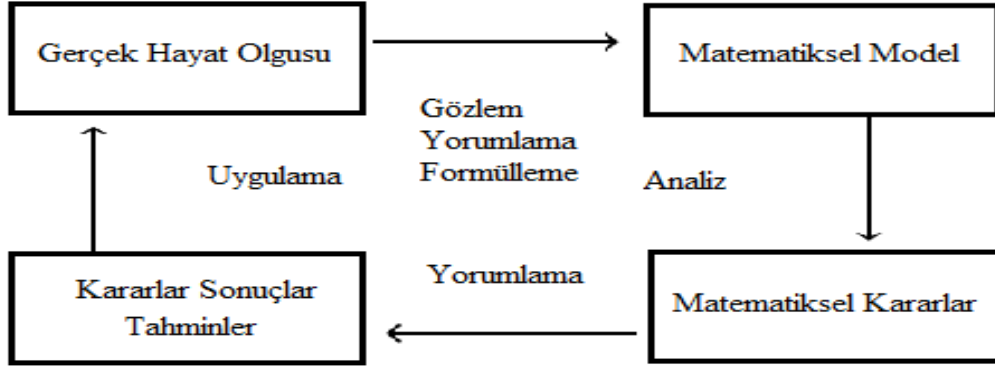 Gerçek Hayat Olgusu
Matematiksel Model
Gözlem
Yorumlama
Formülleme
Uygulama
Analiz
Yorumlama
Kararlar Sonuçlar
Tahminler
Matematiksel Kararlar